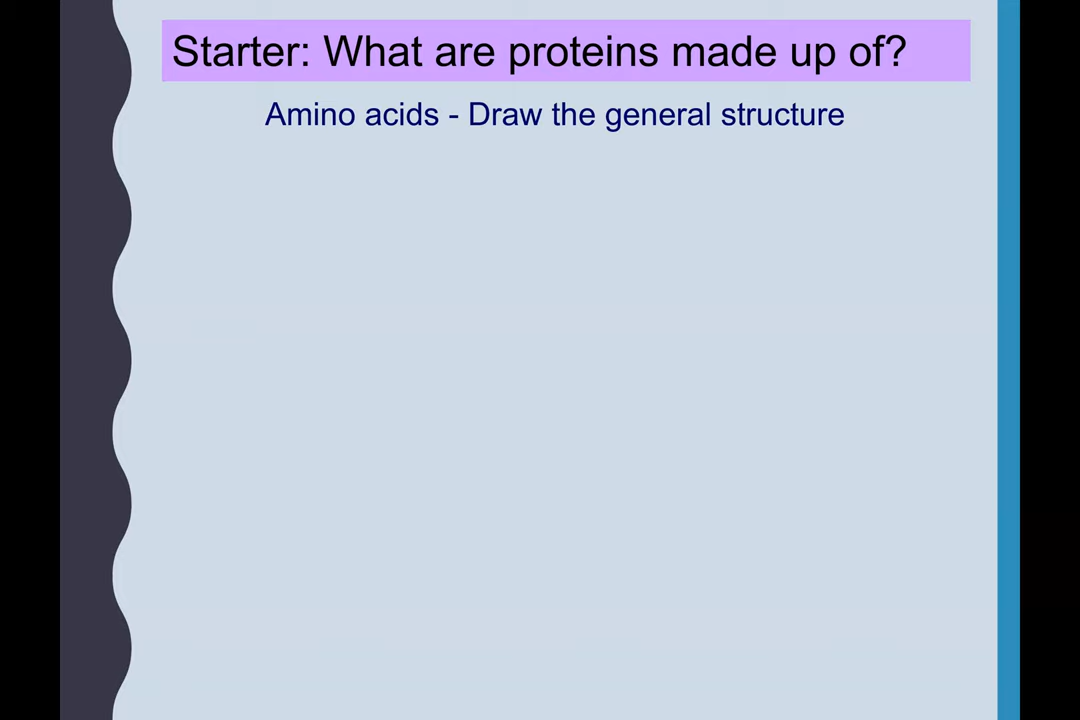 Starter: What are proteins made up of?
Amino acids - Draw the general structure